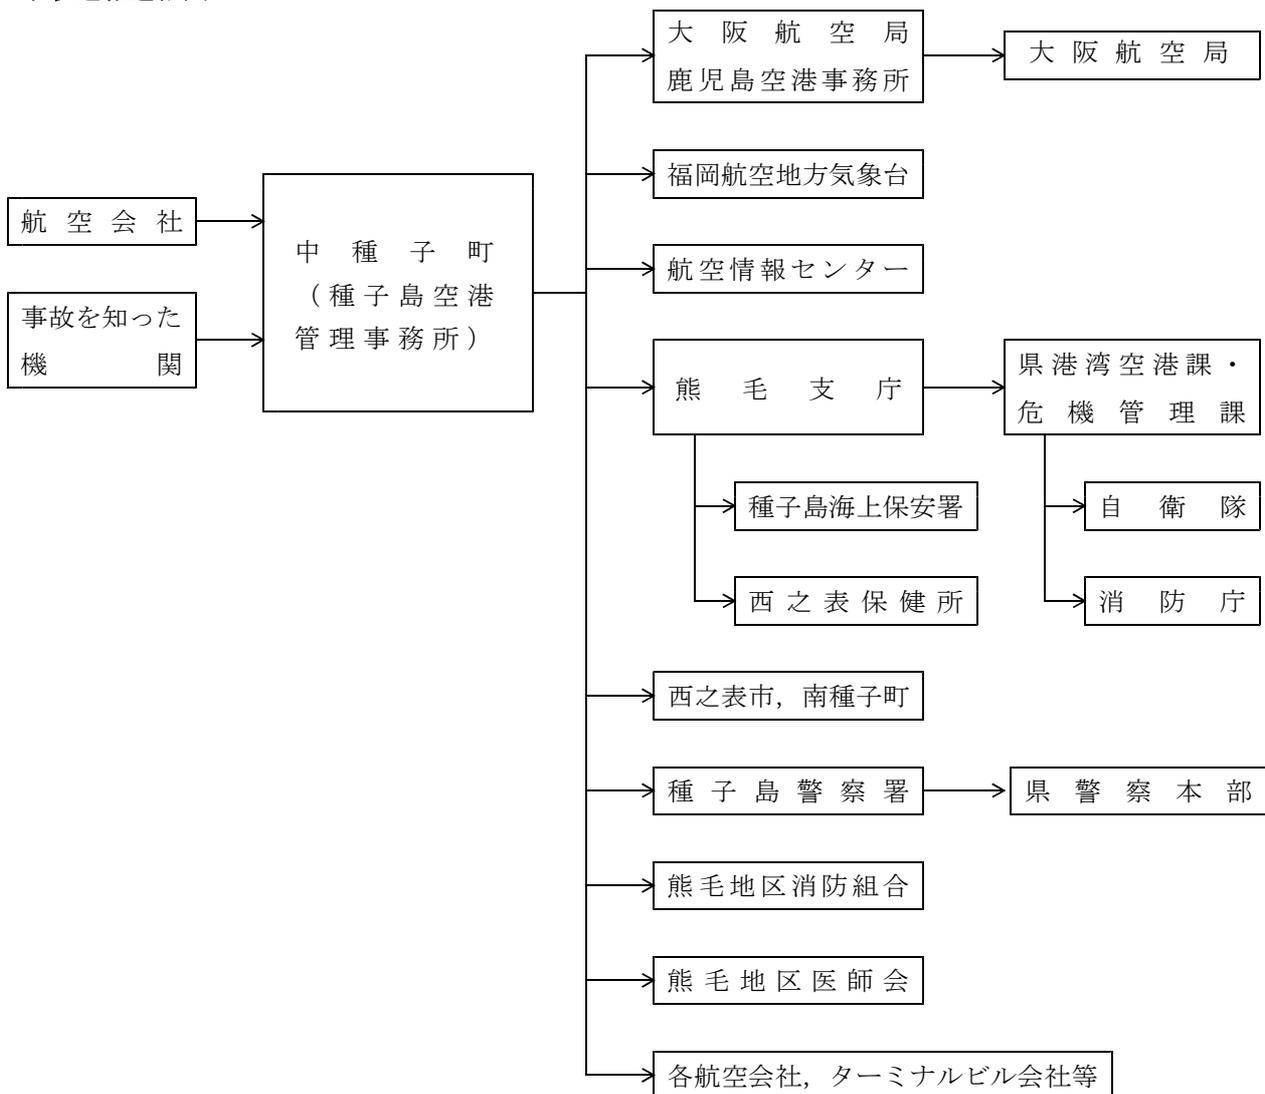 大阪航空局
鹿児島空港事務所
大阪航空局
福岡航空地方気象台
航空会社
中種子町
（種子島空港
管理事務所）
航空情報センター
事故を知った
機関
熊毛支庁
県港湾空港課・
危機管理課
種子島海上保安署
自衛隊
西之表保健所
消防庁
西之表市，南種子町
種子島警察署
県警察本部
熊毛地区消防組合
熊毛地区医師会
各航空会社，ターミナルビル会社等